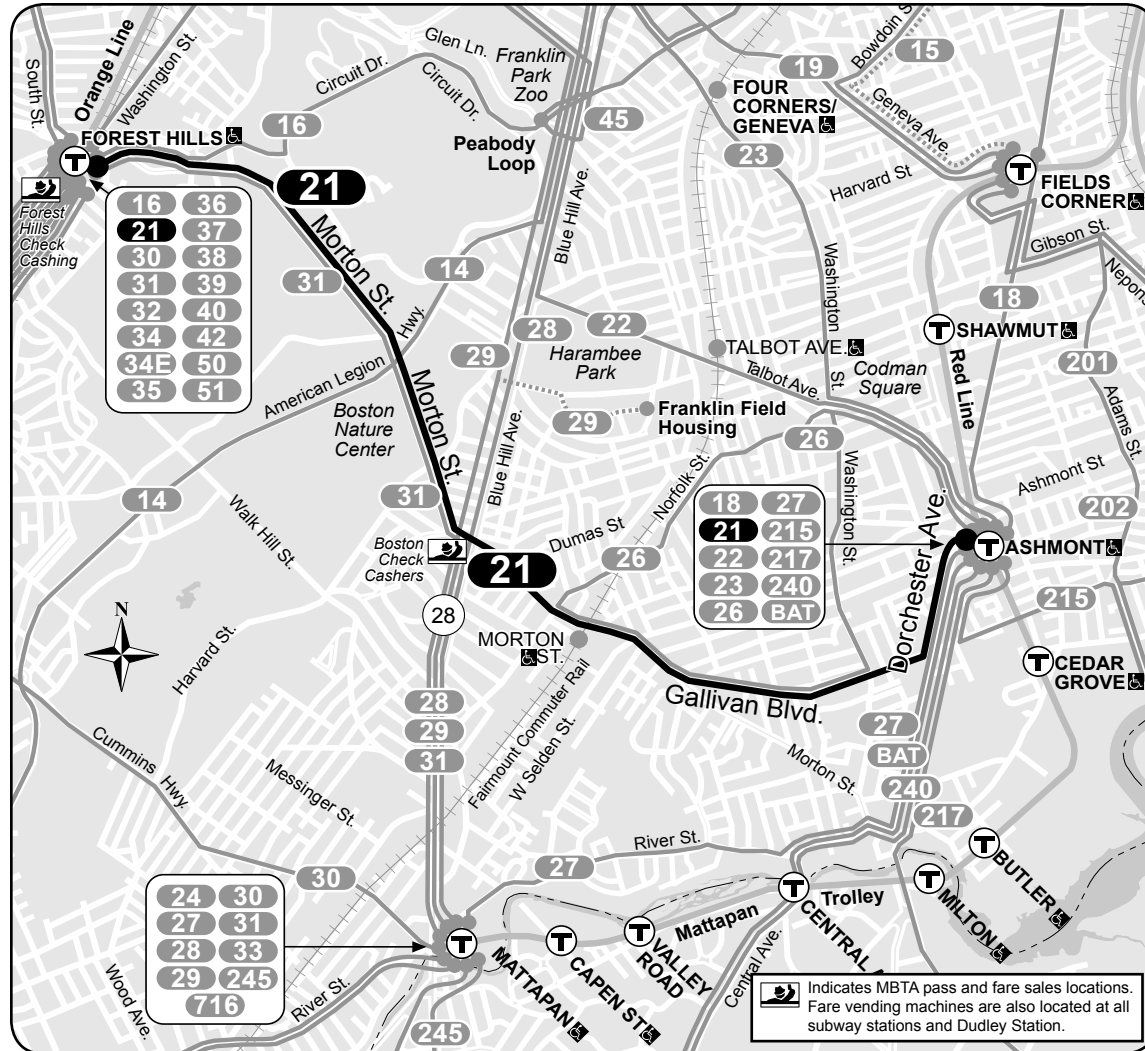 South St.
Orange Line
Washington St.
Glen Ln.
Circuit Dr.
Circuit Dr.
Franklin
Park
Zoo
Peabody
Loop
16
45
FOUR
CORNERS/
GENEVA
19
Bowdoin S
15
Geneva Ave.
23
Harvard St
FIELDS
CORNER
Gibson St.
Nepons
FOREST HILLS
Forest
Hills
Check
Cashing
16 36
21 37
30 38
31 39
32 40
34 42
34E 50
35 51
21
Morton St.
31
14
Hwy.
American Legion
Blue Hill Ave.
28
22
29
Harambee
Park
Washington
St.
TALBOT AVE.
Talbot Ave.
Codman
Square
18
SHAWMUT
Red Line
201
Adams St.
Morton St.
Boston
Nature
Center
Blue Hill Ave.
29
Franklin Field
Housing
26
Norfolk St.
Washington St.
Ashmont St
202
14
Walk Hill St.
31
Boston
Check
Cashers
21
Dumas St
26
18 27
21 215
22 217
23 240
26 BAT
Dorchester Ave.
ASHMONT
215
N
Harvard St.
28
MORTON
ST.
CEDAR
GROVE
Gallivan Blvd.
28
29
31
Cummins Hwy.
Messinger St.
Fairmount Commuter Rail
W Selden St.
Morton St.
27
BAT
240
217
River St.
27
30
24 30
27 31
28 33
29 245
716
Wood Ave.
River St.
MATTAPAN
245
CAPEN ST
VALLEY
ROAD
Mattapan
Trolley
CENTRAL
Central Ave.
MILTON
BUTLER
Indicates MBTA pass and fare sales locations.
Fare vending machines are also located at all
subway stations and Dudley Station.